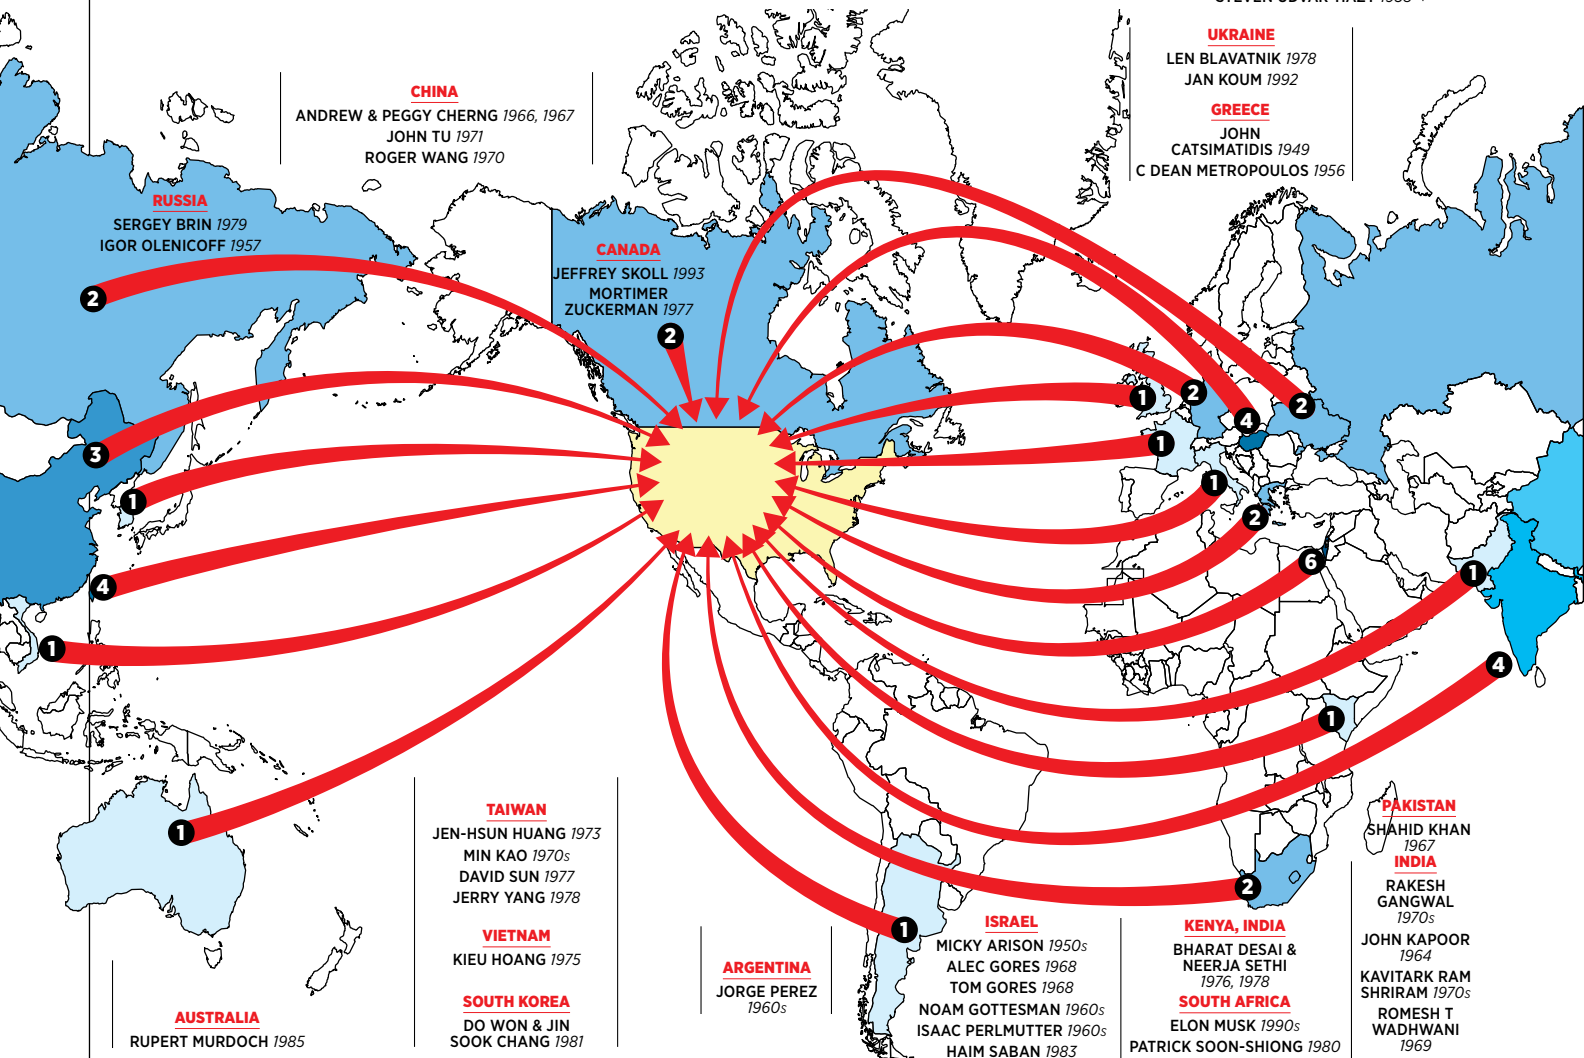 UKRAINE
LEN BLAVATNIK 1978
JAN KOUM 1992
GREECE
JOHN
CATSIMATIDIS 1949
C DEAN METROPOULOS 1956
CHINA
ANDREW & PEGGY CHERNG 1966, 1967
JOHN TU 1971
ROGER WANG 1970
RUSSIA
SERGEY BRIN 1979
IGOR OLENICOFF 1957
CANADA
JEFFREY SKOLL 1993
MORTIMER
ZUCKERMAN 1977
2
2
3
1
4
1
1
2
1
1
4
2
1
2
6
1
4
1
2
1
TAIWAN
JEN-HSUN HUANG 1973
MIN KAO 1970s
DAVID SUN 1977
JERRY YANG 1978
VIETNAM
KIEU HOANG 1975
SOUTH KOREA
DO WON & JIN
SOOK CHANG 1981
AUSTRALIA
RUPERT MURDOCH 1985
ARGENTINA
JORGE PEREZ
1960s
ISRAEL
MICKY ARISON 1950s
ALEC GORES 1968
TOM GORES 1968
NOAM GOTTESMAN 1960s
ISAAC PERLMUTTER 1960s
HAIM SABAN 1983
KENYA, INDIA
BHARAT DESAI &
NEERJA SETHI
1976, 1978
SOUTH AFRICA
ELON MUSK 1990s
PATRICK SOON-SHIONG 1980
PAKISTAN
SHAHID KHAN
1967
INDIA
RAKESH
GANGWAL
1970s
JOHN KAPOOR
1964
KAVITARK RAM
SHRIRAM 1970s
ROMESH T
WADHWANI
1969